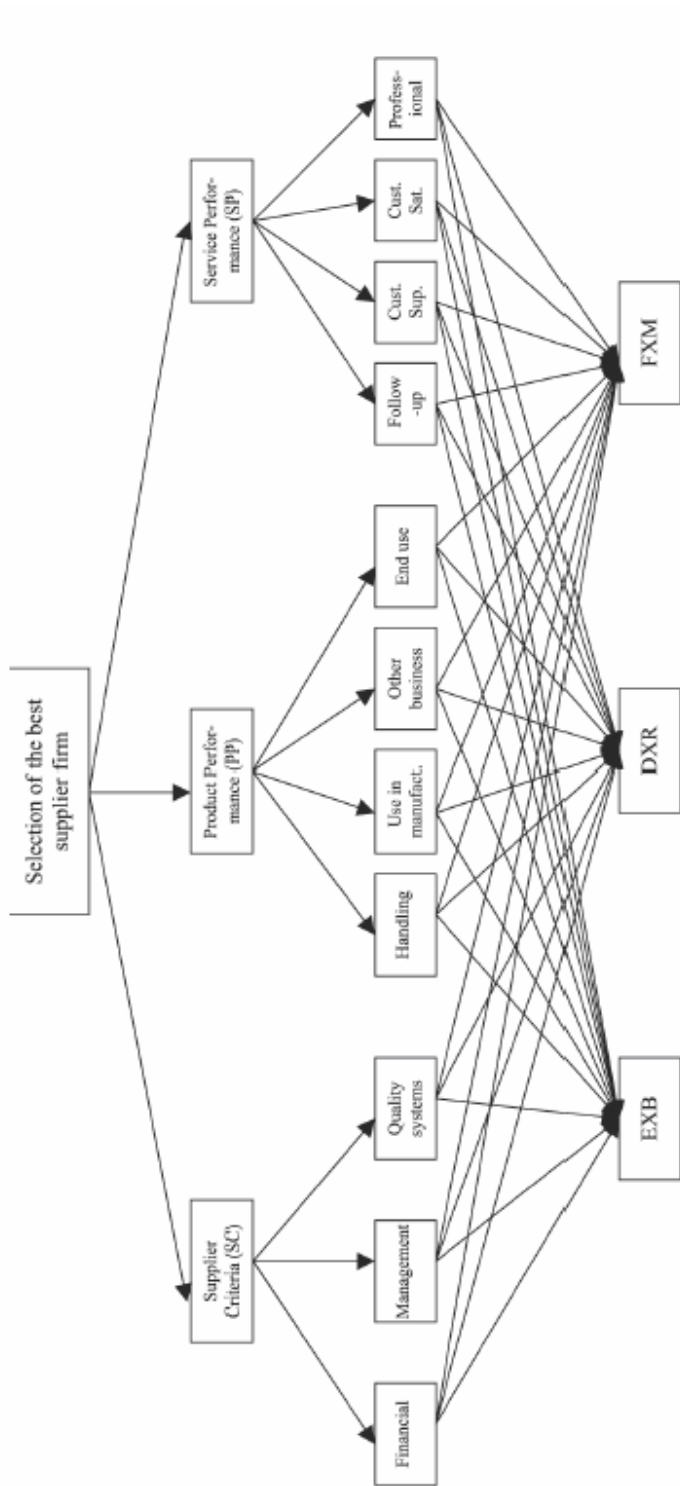 Selection of the best
supplier firm
Supplier
Criteria (SC)
Product Perfor-
mance (PP)
Service Perfor-
mance (SP)
Financial
Management
Quality
systems
Handling
Use in
manufact..
Other
business
End use
Follow
-up
Cust.
Sup.
Cust.
Sat.
Profess-
ional
EXB
DXR
FXM